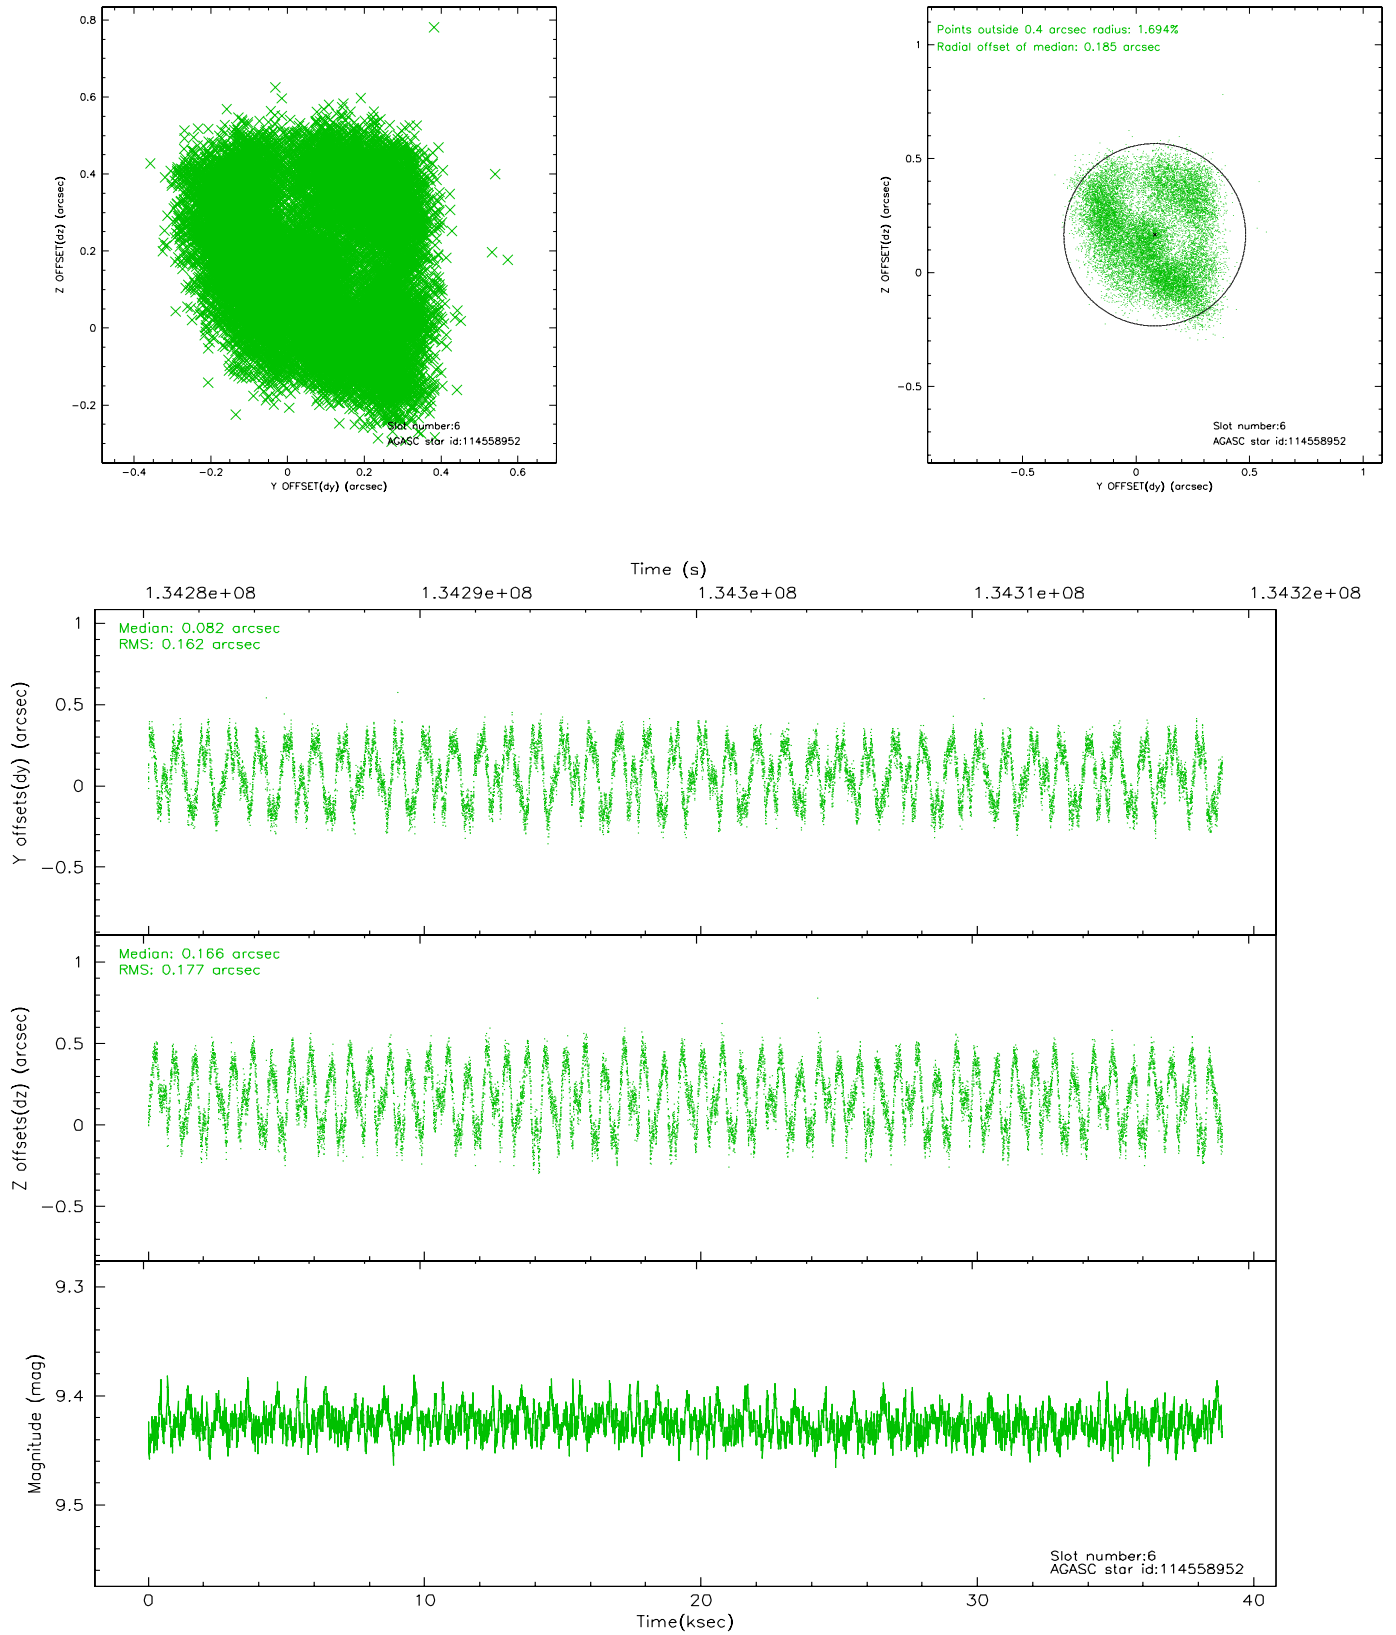 0.8
0.6
0.4
0.2
0
−0.2
Z OFFSET(dz) (arcsec)
−0.4 −0.2 0 0.2 0.4 0.6
Y OFFSET(dy) (arcsec)
Slot number:6
AGASC star id:114558952
Points outside 0.4 arcsec radius: 1.694%
Radial offset of median: 0.185 arcsec
1
0.5
0
−0.5
Z OFFSET(dz) (arcsec)
−0.5 0 0.5 1
Y OFFSET(dy) (arcsec)
Slot number:6
AGASC star id:114558952
Time (s)
1.3428e+08 1.3429e+08 1.343e+08 1.3431e+08 1.3432e+08
Median: 0.082 arcsec
RMS: 0.162 arcsec
1
0.5
0
−0.5
Y offsets(dy) (arcsec)
Median: 0.166 arcsec
RMS: 0.177 arcsec
1
0.5
0
−0.5
Z offsets(dz) (arcsec)
9.3
9.4
9.5
Magnitude (mag)
Slot number:6
AGASC star id:114558952
0 10 20 30 40
Time(ksec)